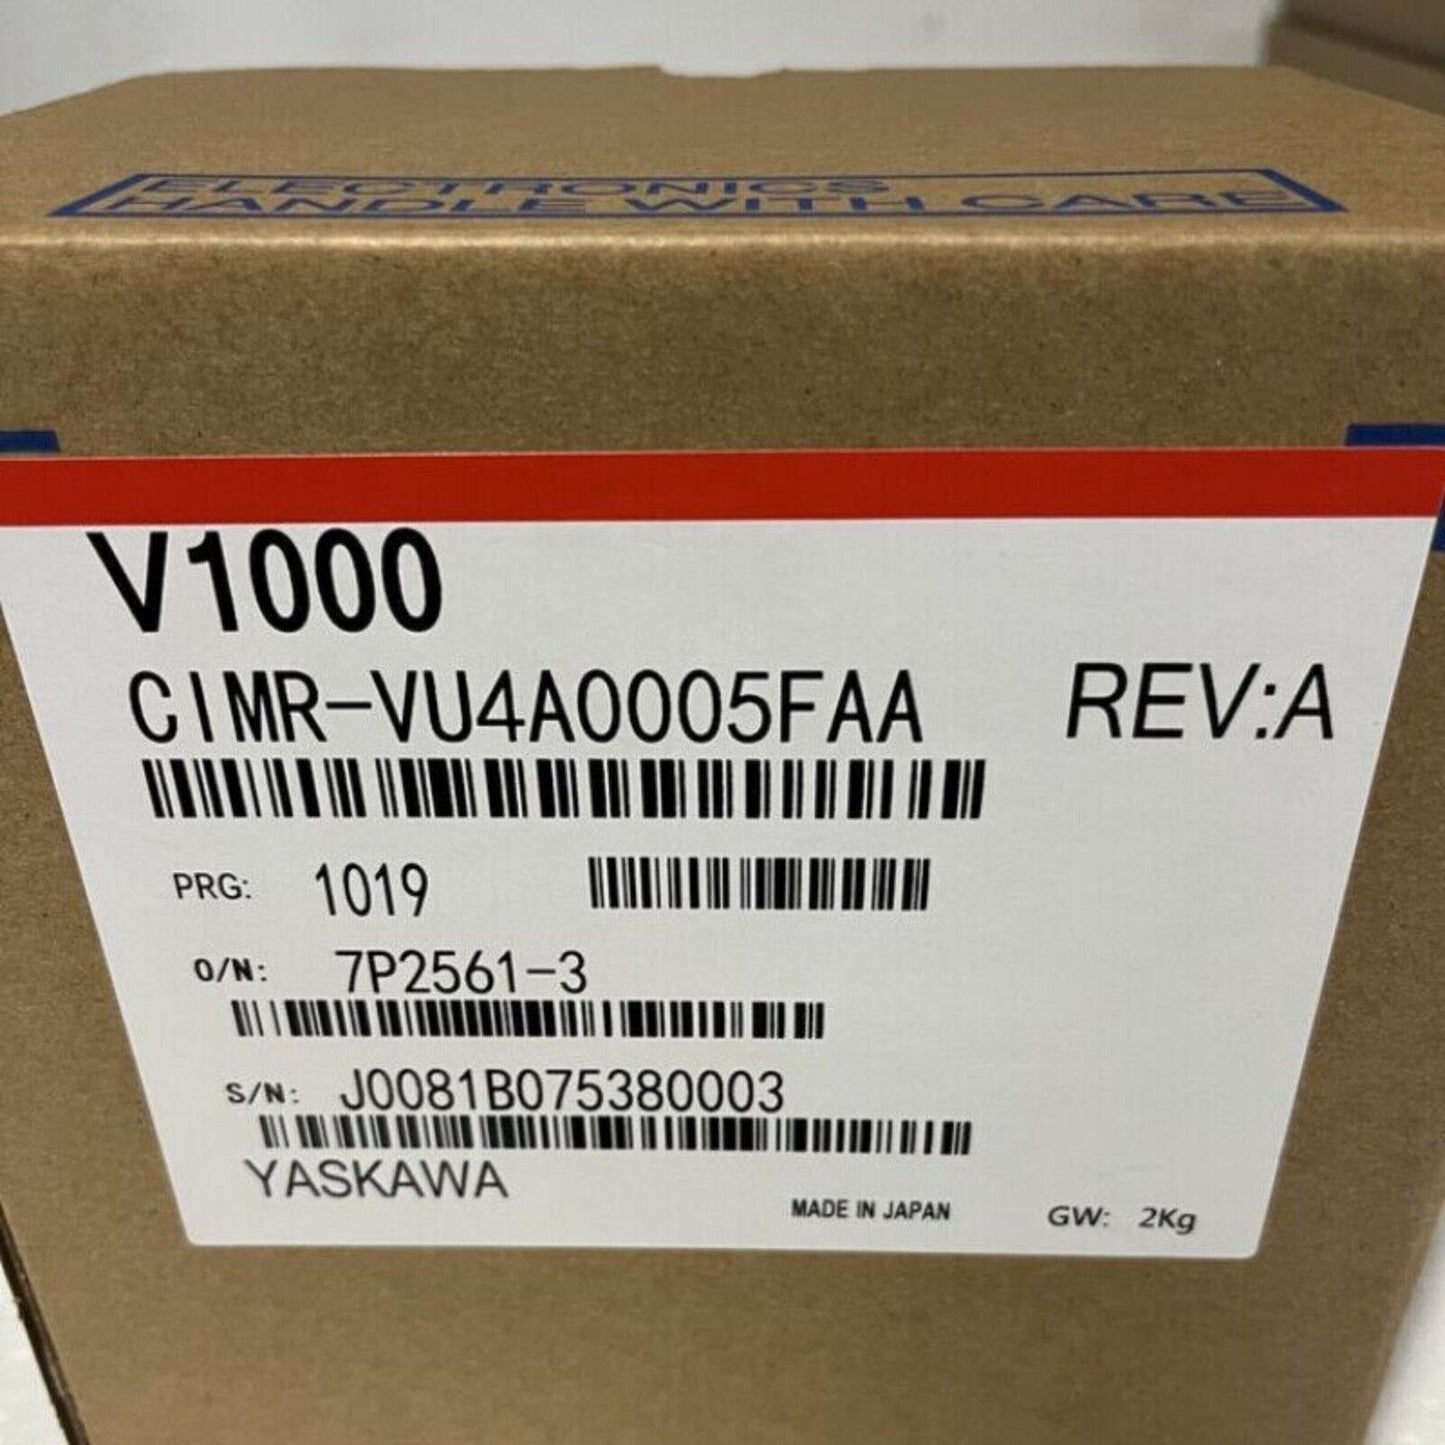 ELECTRONICS
HANDLE WITH CARE
V1000
CIMR-VU4A0005FAA REV:A
PRG: 1019
O/N: 7P2561-3
S/N: J0081B075380003
YASKAWA
MADE IN JAPAN GW: 2Kg